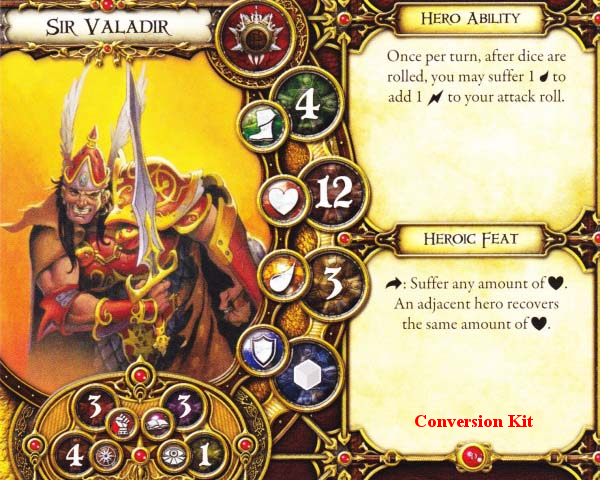 Sir Valadir
4
12
3
3
3
4
1
Hero Ability
Once per turn, after dice are
rolled, you may suffer 1 to
add 1 to your attack roll.
Heroic Feat
: Suffer any amount of .
An adjacent hero recovers
the same amount of .
Conversion Kit